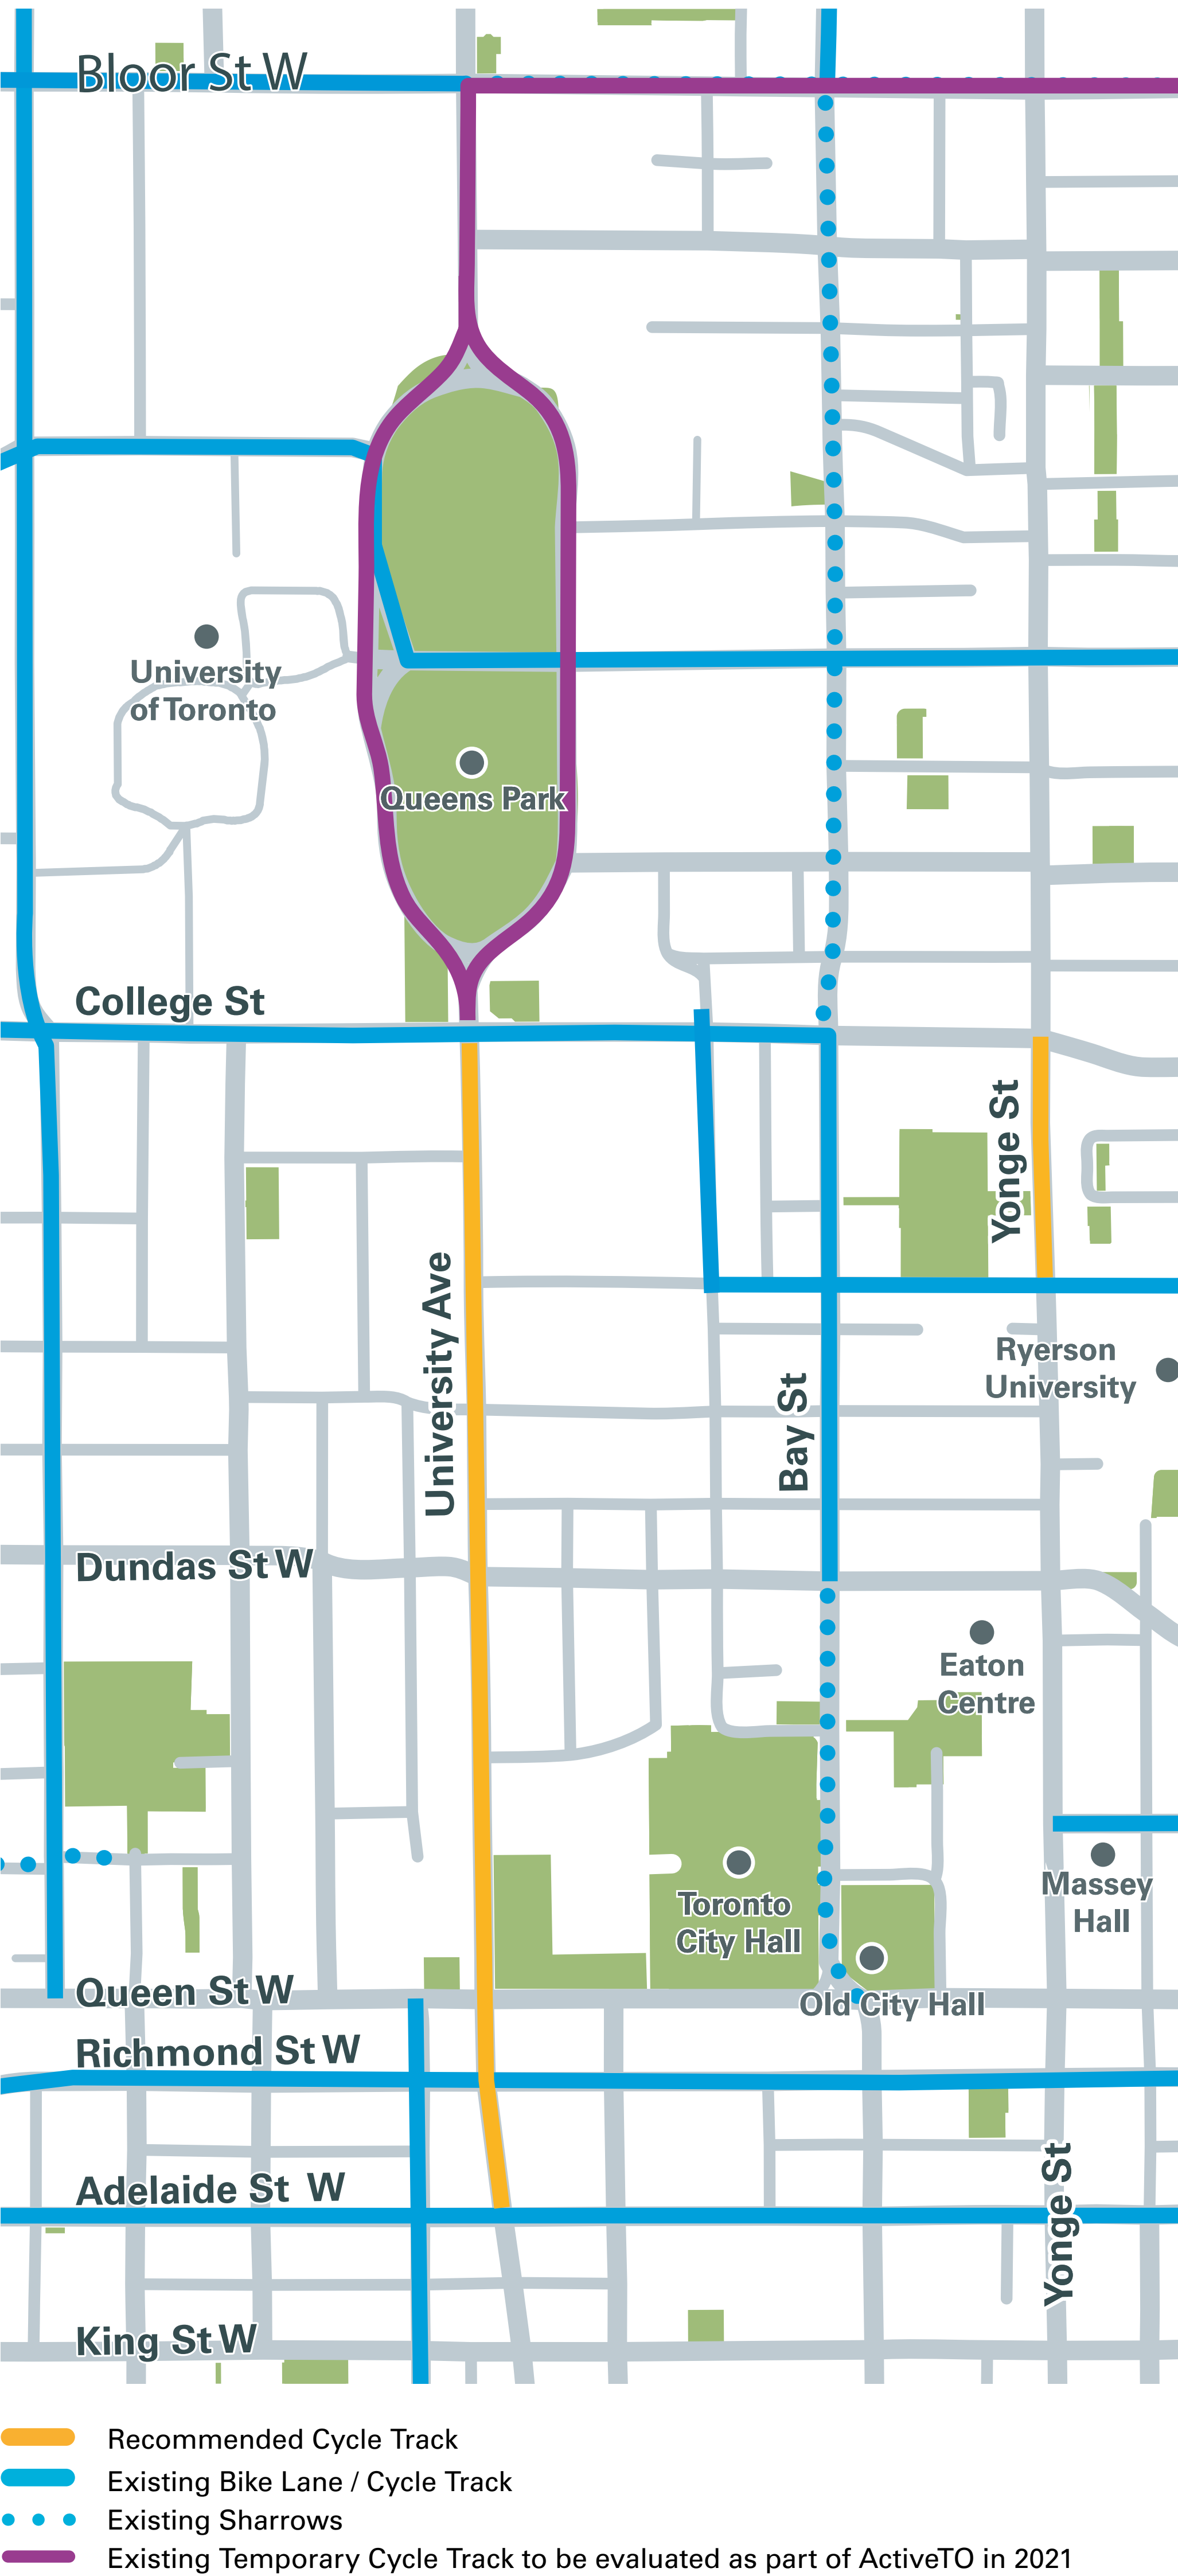 Bloor St W
University
of Toronto
Queens Park
College St
Yonge St
University Ave
Ryerson
University
Bay St
Dundas St W
Eaton
Centre
Massey
Hall
Toronto
City Hall
Queen St W
Old City Hall
Richmond St W
Adelaide St W
Yonge St
King St W
Recommended Cycle Track
Existing Bike Lane / Cycle Track
Existing Sharrows
Existing Temporary Cycle Track to be evaluated as part of ActiveTO in 2021